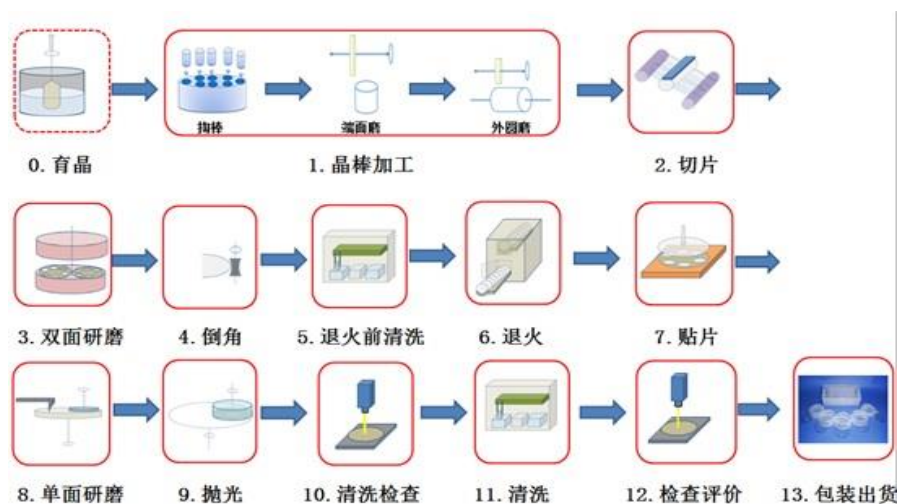 掏棒 端面磨 外圆磨
0. 育晶 1. 晶棒加工 2. 切片
3. 双面研磨 4. 倒角 5. 退火前清洗 6. 退火 7. 贴片
8. 单面研磨 9. 抛光 10. 清洗检查 11. 清洗 12. 检查评价 13. 包装出货